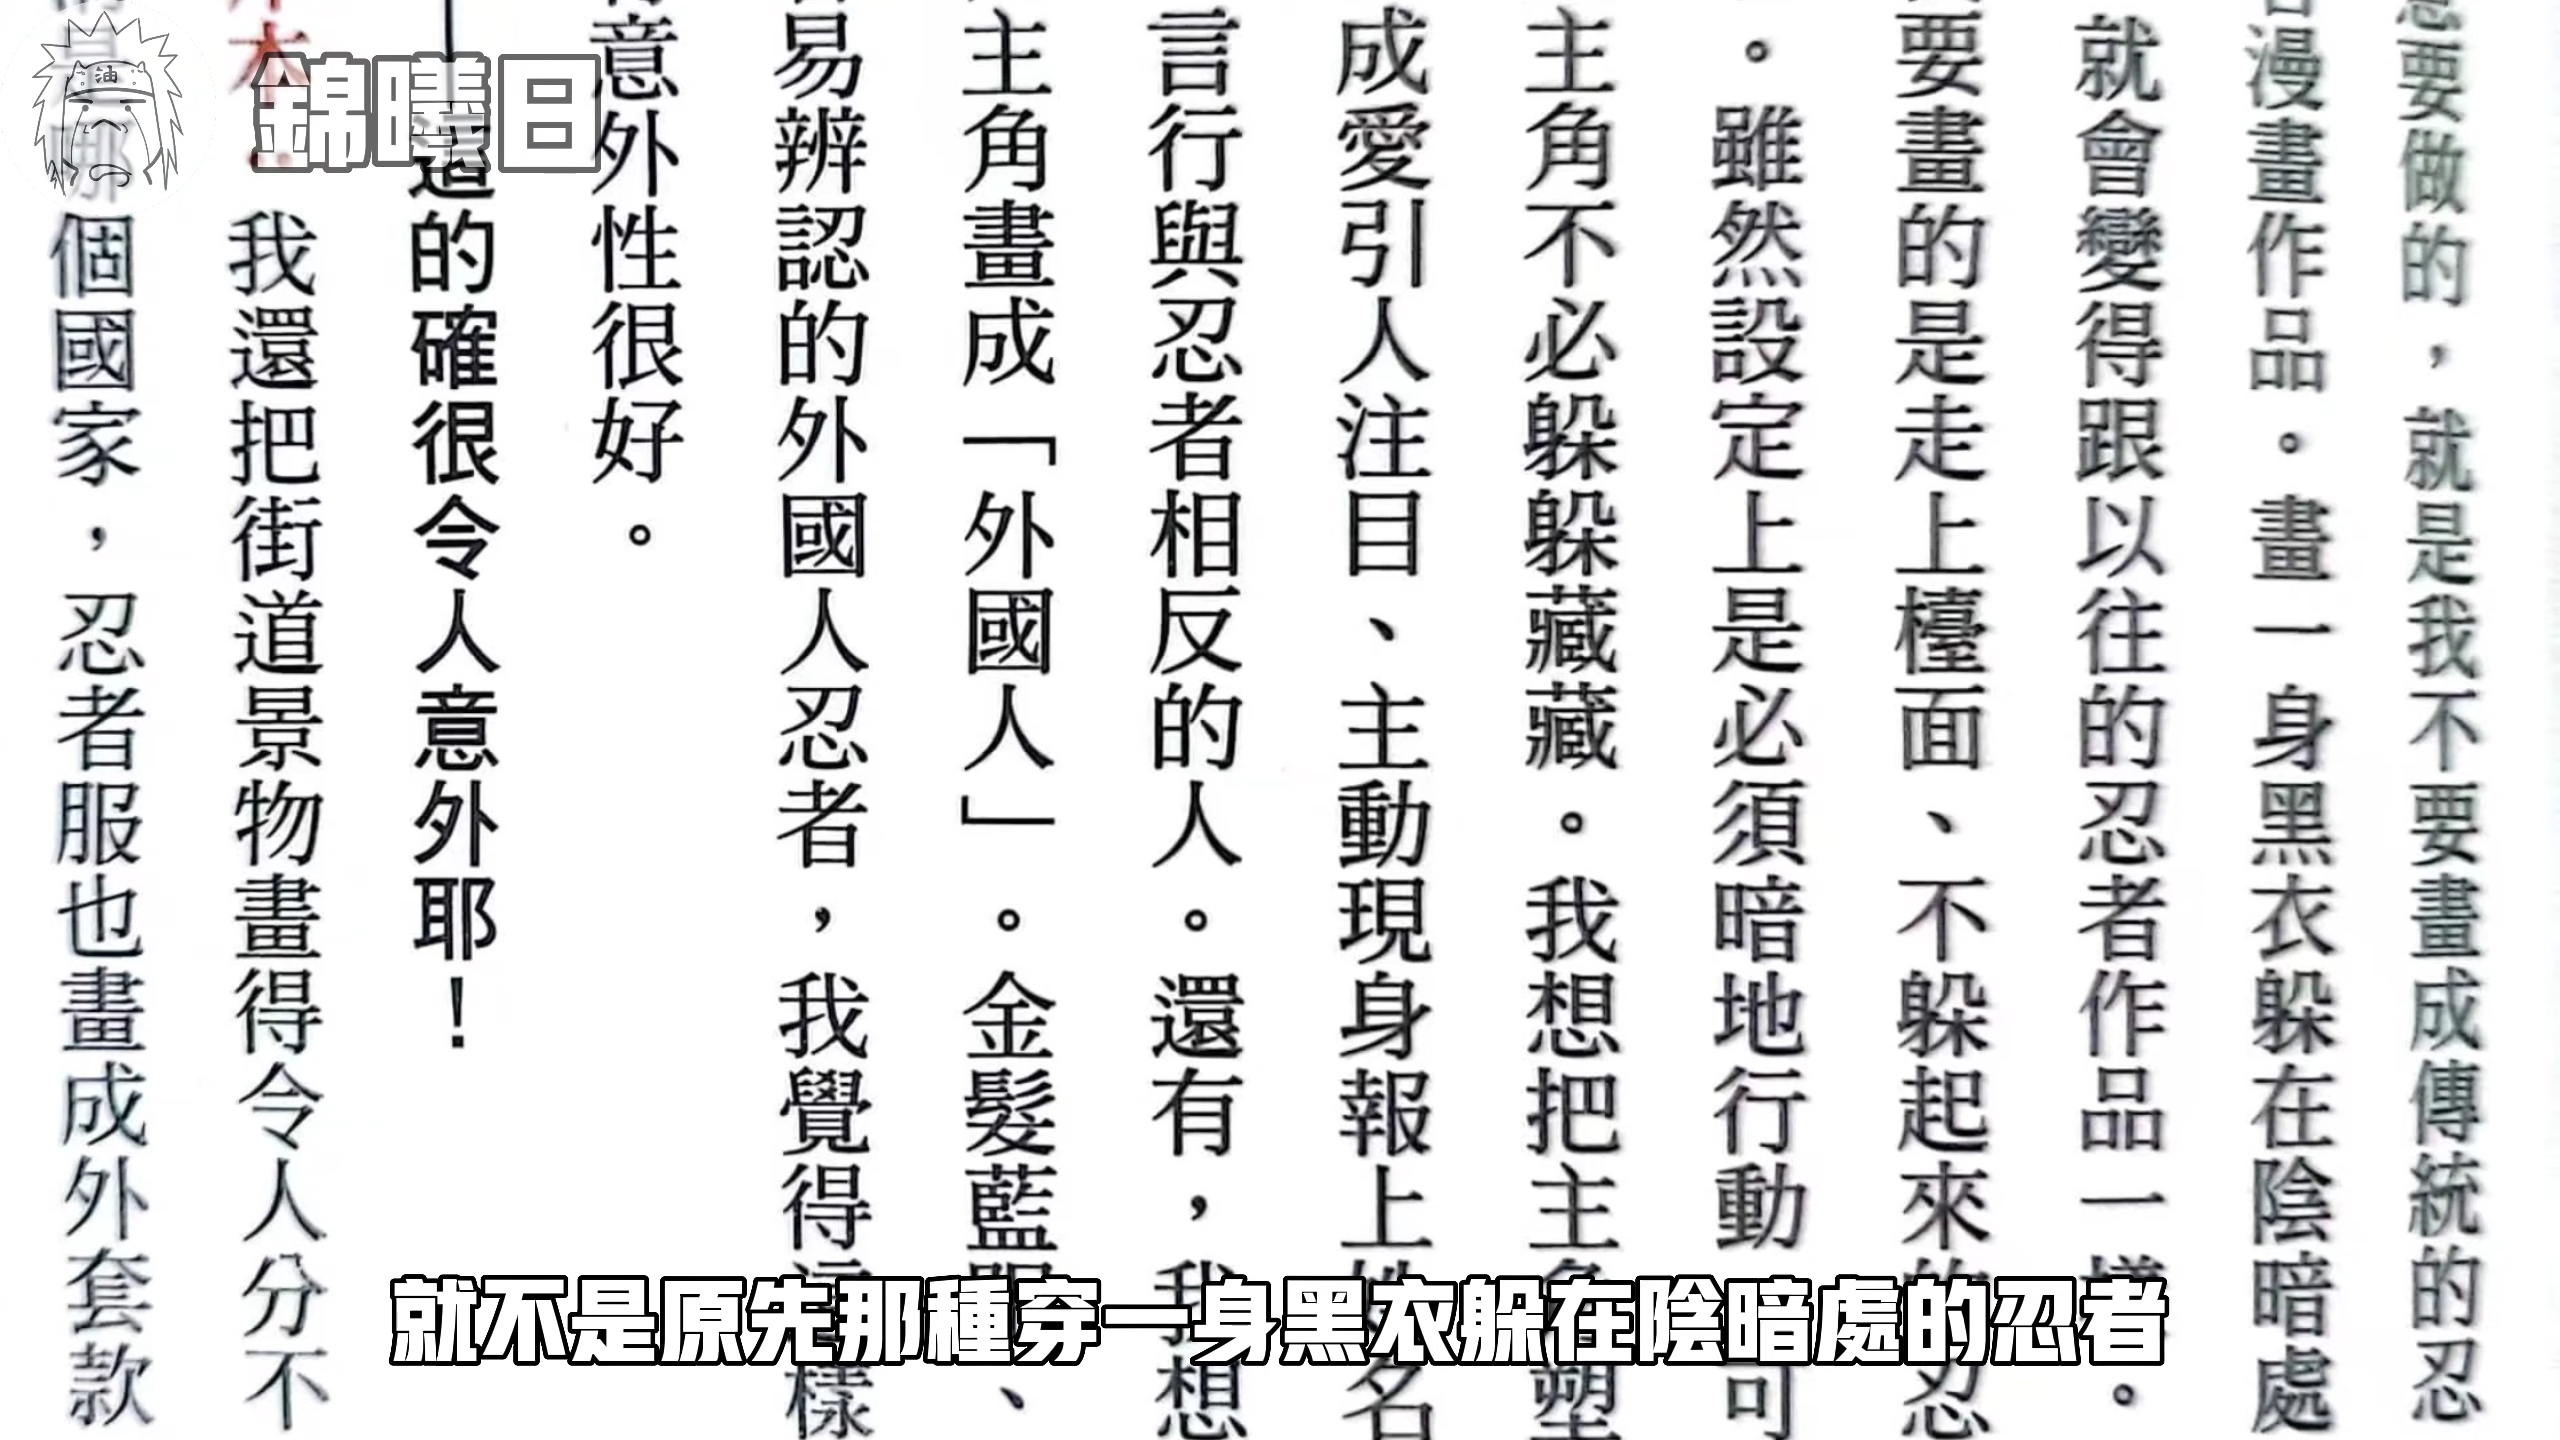 要做的，就是我不要畫成傳統的忍
漫畫作品。畫一身黑衣躲在陰暗處
就會變得跟以往的忍者作品一樣。
要畫的是走上檯面、不躲起來的忍
。雖然設定上是必須暗地行動　可
主角不必躲躲藏藏。我想把主角塑
成愛引人注目、主動現身報上姓名
言行與忍者相反的人。還有，我想
主角畫成「外國人」。金髮藍眼、
易辨認的外國人忍者，我覺得這樣
意外性很好。
這的確很令人意外耶！
本：我還把街道景物畫得令人分不
是哪個國家，忍者服也畫成外套款
錦曦日
油
就不是原先那種穿一身黑衣躲在陰暗處的忍者